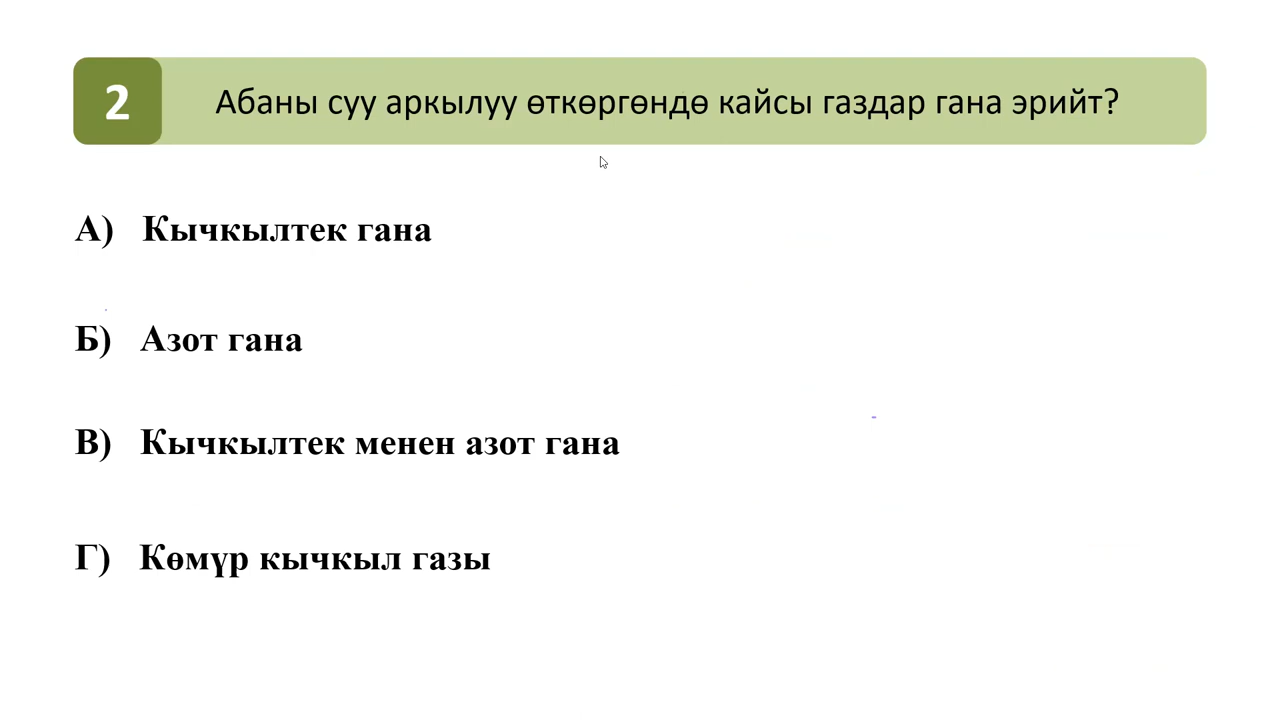 2 Абаны суу аркылуу өткөргөндө кайсы газдар гана эрийт?
А) Кычкылтек гана
Б) Азот гана
В) Кычкылтек менен азот гана
Г) Көмүр кычкыл газы